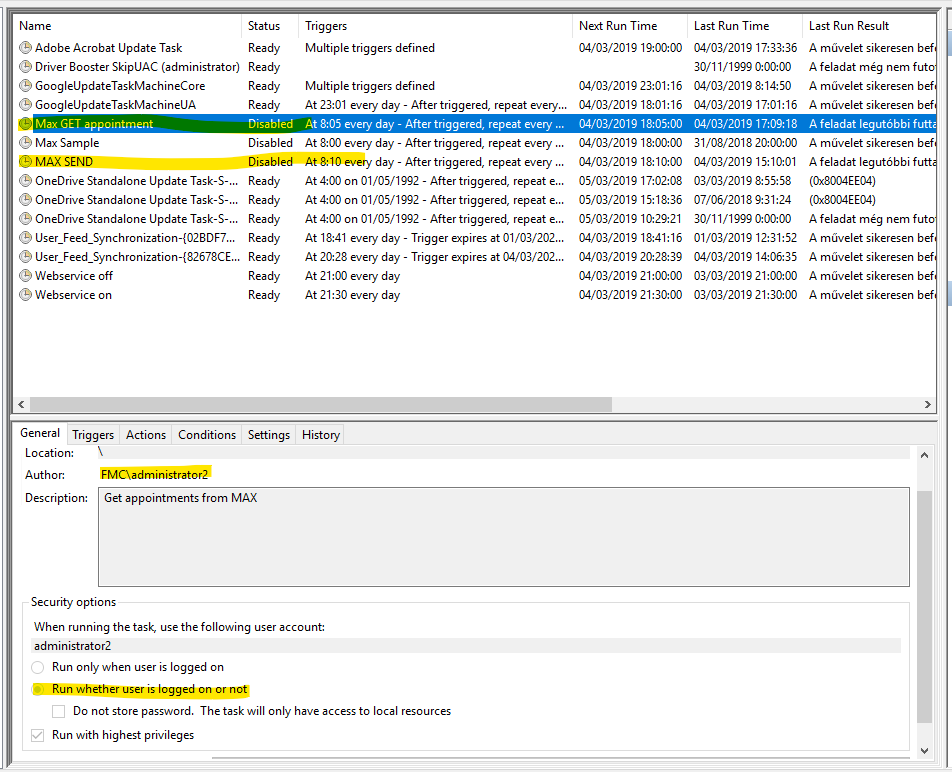 Name Status Triggers Next Run Time Last Run Time Last Run Result
Adobe Acrobat Update Task Ready Multiple triggers defined 04/03/2019 19:00:00 04/03/2019 17:33:36 A művelet sikeresen befe
Driver Booster SkipUAC (administrator) Ready 30/11/1999 0:00:00 A feladat még nem futo
GoogleUpdateTaskMachineCore Ready Multiple triggers defined 04/03/2019 23:01:16 04/03/2019 8:14:50 A művelet sikeresen befe
GoogleUpdateTaskMachineUA Ready At 23:01 every day - After triggered, repeat every... 04/03/2019 18:01:16 04/03/2019 17:01:16 A művelet sikeresen befe
Max GET appointment Disabled At 8:05 every day - After triggered, repeat every ... 04/03/2019 18:05:00 04/03/2019 17:09:18 A feladat legutóbbi futta
Max Sample Disabled At 8:00 every day - After triggered, repeat every ... 04/03/2019 18:00:00 31/08/2018 20:00:00 A művelet sikeresen befe
MAX SEND Disabled At 8:10 every day - After triggered, repeat every ... 04/03/2019 18:10:00 04/03/2019 15:10:01 A feladat legutóbbi futta
OneDrive Standalone Update Task-S-... Ready At 4:00 on 01/05/1992 - After triggered, repeat e... 05/03/2019 17:02:08 03/03/2019 8:55:58 (0x8004EE04)
OneDrive Standalone Update Task-S-... Ready At 4:00 on 01/05/1992 - After triggered, repeat e... 05/03/2019 15:18:36 07/06/2018 9:31:24 (0x8004EE04)
OneDrive Standalone Update Task-S-... Ready At 4:00 on 01/05/1992 - After triggered, repeat e... 05/03/2019 10:29:21 30/11/1999 0:00:00 A feladat még nem futo
User_Feed_Synchronization-{02BDF7... Ready At 18:41 every day - Trigger expires at 01/03/202... 04/03/2019 18:41:16 01/03/2019 12:31:52 A művelet sikeresen befe
User_Feed_Synchronization-{82678CE... Ready At 20:28 every day - Trigger expires at 04/03/202... 04/03/2019 20:28:39 04/03/2019 14:06:35 A művelet sikeresen befe
Webservice off Ready At 21:00 every day 04/03/2019 21:00:00 03/03/2019 21:00:00 A művelet sikeresen befe
Webservice on Ready At 21:30 every day 04/03/2019 21:30:00 03/03/2019 21:30:00 A művelet sikeresen befe
General Triggers Actions Conditions Settings History
Location: \
Author: FMC\administrator2
Description: Get appointments from MAX
Security options
When running the task, use the following user account:
administrator2
Run only when user is logged on
Run whether user is logged on or not
Do not store password. The task will only have access to local resources
Run with highest privileges